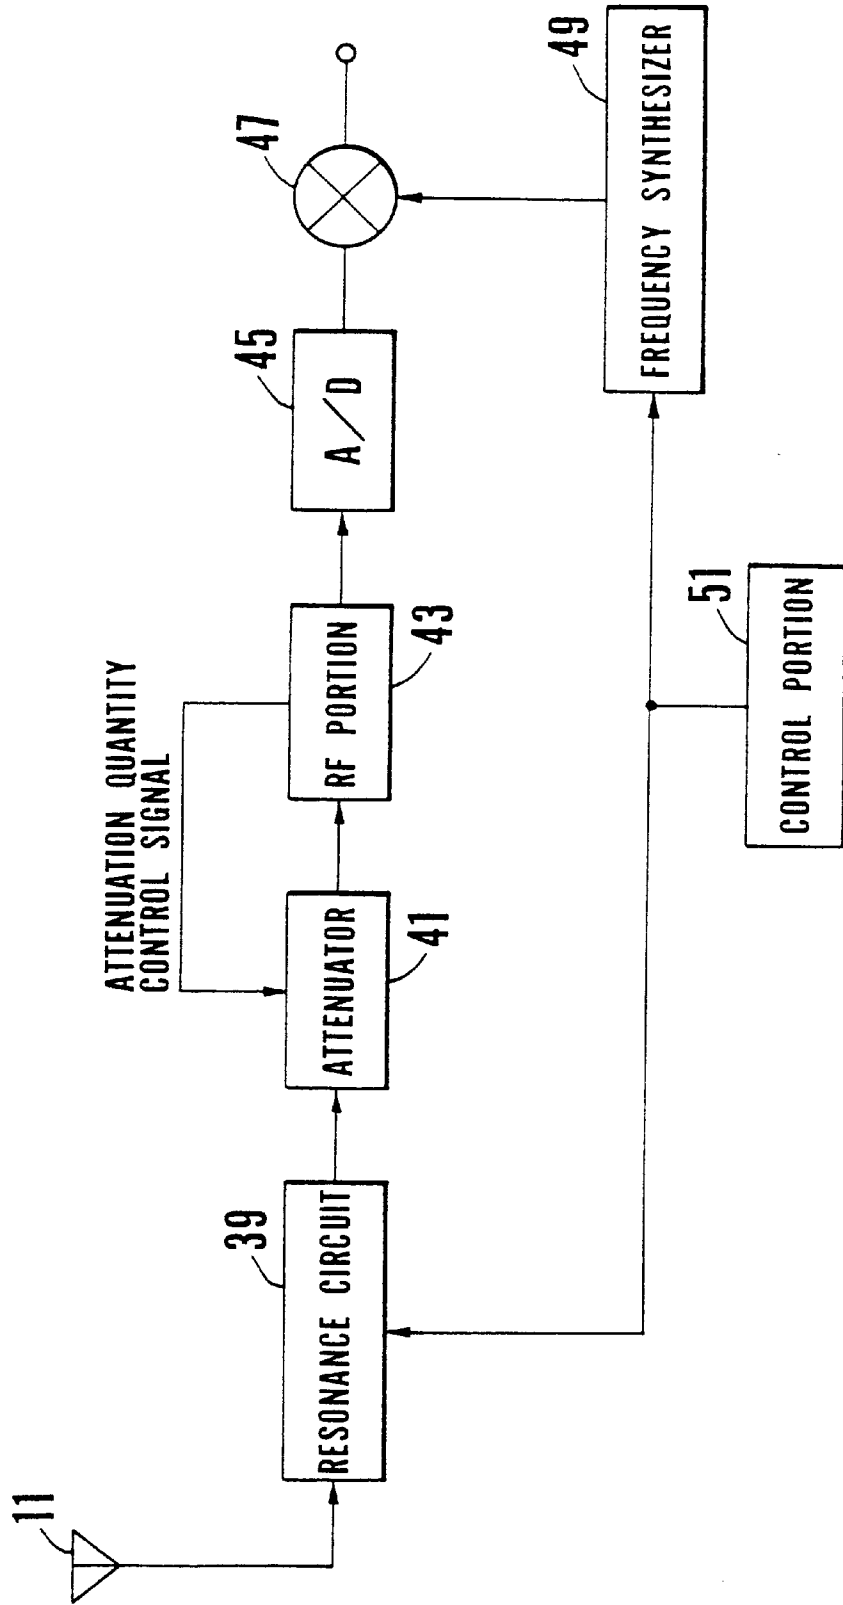 11
39
RESONANCE CIRCUIT
ATTENUATION QUANTITY
CONTROL SIGNAL
ATTENUATOR
41
RF PORTION
43
45
A/D
47
49
FREQUENCY SYNTHESIZER
51
CONTROL PORTION